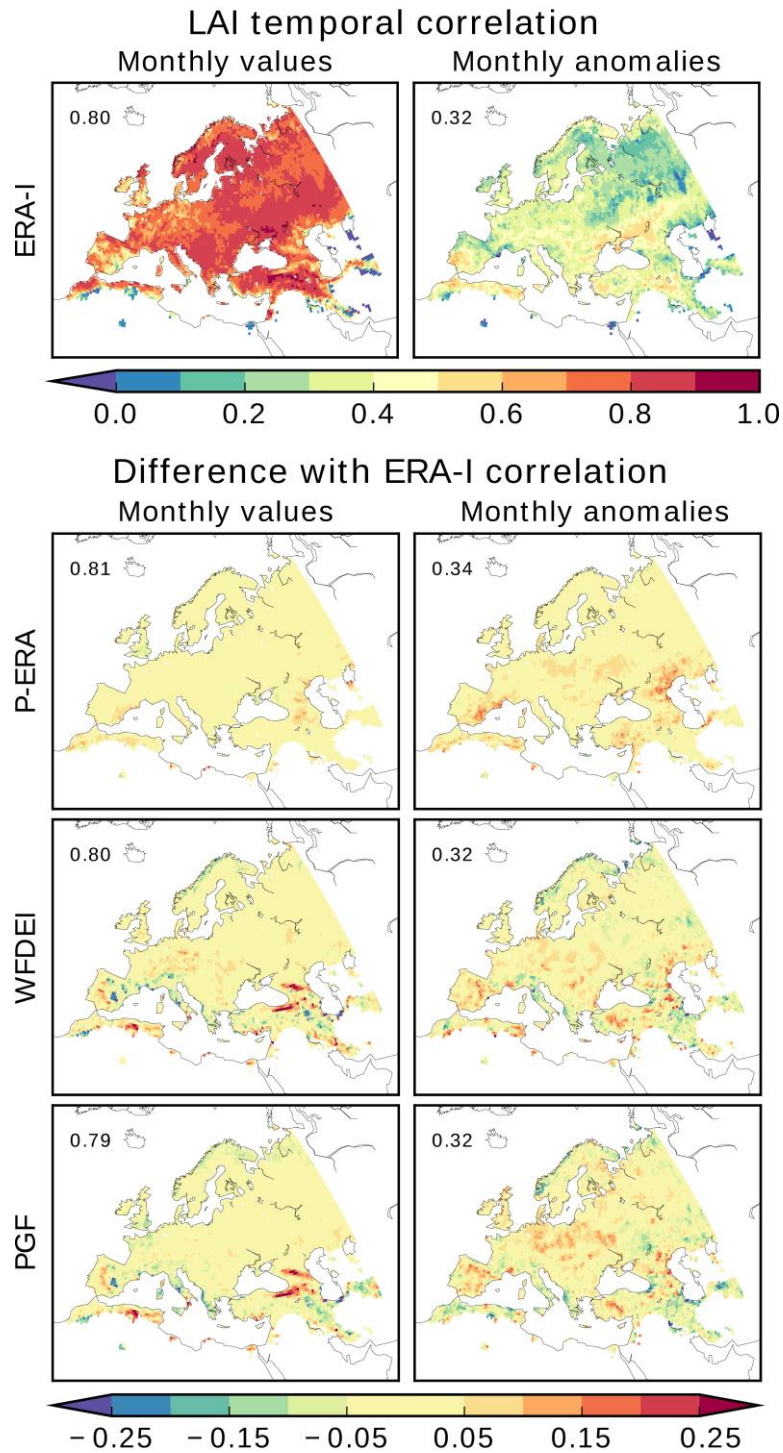 LAI temporal correlation
Monthly values Monthly anomalies
ERA-I
0.80 0.32
0.0 0.2 0.4 0.6 0.8 1.0
Difference with ERA-I correlation
Monthly values Monthly anomalies
P-ERA
0.81 0.34
WFDEI
0.80 0.32
PGF
0.79 0.32
−0.25 −0.15 −0.05 0.05 0.15 0.25